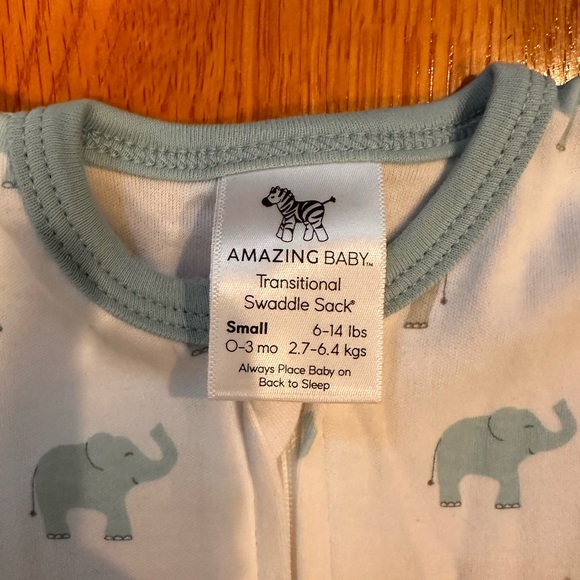 AMAZING BABY™
Transitional
Swaddle Sack®
Small 6-14 lbs
0-3 mo 2.7-6.4 kgs
Always Place Baby on
Back to Sleep